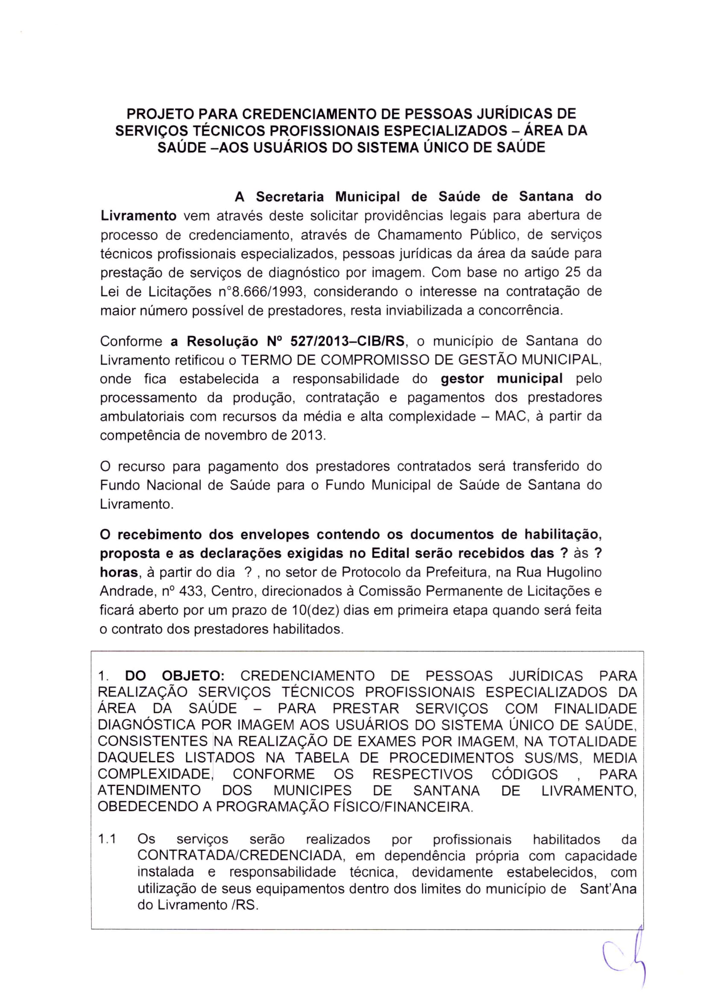 PROJETO PARA CREDENCIAMENTO DE PESSOAS JURÍDICAS DE
SERVIÇOS TÉCNICOS PROFISSIONAIS ESPECIALIZADOS – ÁREA DA
SAÚDE –AOS USUÁRIOS DO SISTEMA ÚNICO DE SAÚDE
A Secretaria Municipal de Saúde de Santana do
Livramento vem através deste solicitar providências legais para abertura de
processo de credenciamento, através de Chamamento Público, de serviços
técnicos profissionais especializados, pessoas jurídicas da área da saúde para
prestação de serviços de diagnóstico por imagem. Com base no artigo 25 da
Lei de Licitações n°8.666/1993, considerando o interesse na contratação de
maior número possível de prestadores, resta inviabilizada a concorrência.
Conforme a Resolução Nº 527/2013–CIB/RS, o município de Santana do
Livramento retificou o TERMO DE COMPROMISSO DE GESTÃO MUNICIPAL,
onde fica estabelecida a responsabilidade do gestor municipal pelo
processamento da produção, contratação e pagamentos dos prestadores
ambulatoriais com recursos da média e alta complexidade – MAC, à partir da
competência de novembro de 2013.
O recurso para pagamento dos prestadores contratados será transferido do
Fundo Nacional de Saúde para o Fundo Municipal de Saúde de Santana do
Livramento.
O recebimento dos envelopes contendo os documentos de habilitação,
proposta e as declarações exigidas no Edital serão recebidos das ? às ?
horas, à partir do dia ? , no setor de Protocolo da Prefeitura, na Rua Hugolino
Andrade, nº 433, Centro, direcionados à Comissão Permanente de Licitações e
ficará aberto por um prazo de 10(dez) dias em primeira etapa quando será feita
o contrato dos prestadores habilitados.
1. DO OBJETO: CREDENCIAMENTO DE PESSOAS JURÍDICAS PARA
REALIZAÇÃO SERVIÇOS TÉCNICOS PROFISSIONAIS ESPECIALIZADOS DA
ÁREA DA SAÚDE – PARA PRESTAR SERVIÇOS COM FINALIDADE
DIAGNÓSTICA POR IMAGEM AOS USUÁRIOS DO SISTEMA ÚNICO DE SAÚDE,
CONSISTENTES NA REALIZAÇÃO DE EXAMES POR IMAGEM, NA TOTALIDADE
DAQUELES LISTADOS NA TABELA DE PROCEDIMENTOS SUS/MS, MEDIA
COMPLEXIDADE, CONFORME OS RESPECTIVOS CÓDIGOS , PARA
ATENDIMENTO DOS MUNICIPES DE SANTANA DE LIVRAMENTO,
OBEDECENDO A PROGRAMAÇÃO FÍSICO/FINANCEIRA.
1.1 Os serviços serão realizados por profissionais habilitados da
CONTRATADA/CREDENCIADA, em dependência própria com capacidade
instalada e responsabilidade técnica, devidamente estabelecidos, com
utilização de seus equipamentos dentro dos limites do município de Sant'Ana
do Livramento /RS.